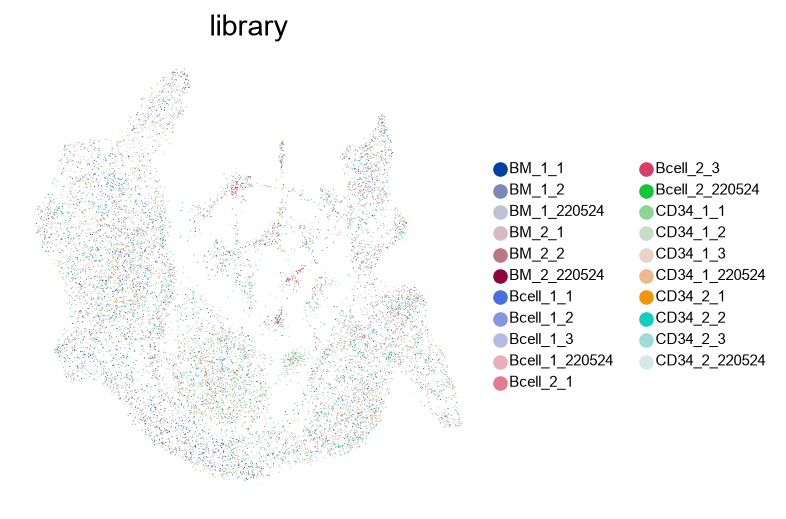 library
BM_1_1
BM_1_2
BM_1_220524
BM_2_1
BM_2_2
BM_2_220524
Bcell_1_1
Bcell_1_2
Bcell_1_3
Bcell_1_220524
Bcell_2_1
Bcell_2_3
Bcell_2_220524
CD34_1_1
CD34_1_2
CD34_1_3
CD34_1_220524
CD34_2_1
CD34_2_2
CD34_2_3
CD34_2_220524